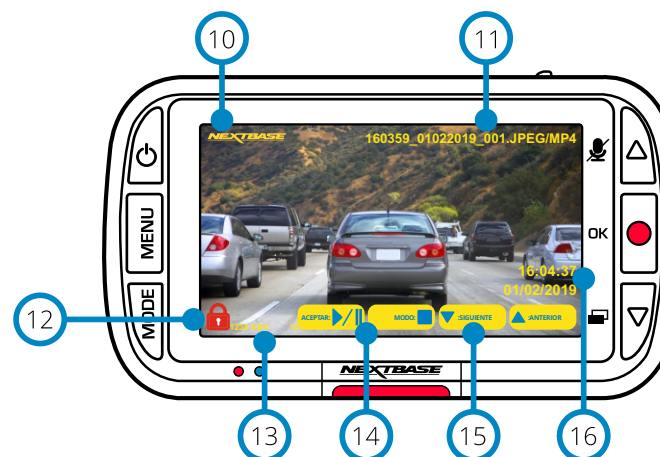 10
11
NEXTBASE
160359_01022019_001.JPEG/MP4
MENU
OK
16:04:37
01/02/2019
MODE
12
ACEPTAR:
MODO:
:SIGUIENTE
:ANTERIOR
NEXTBASE
13
14
15
16